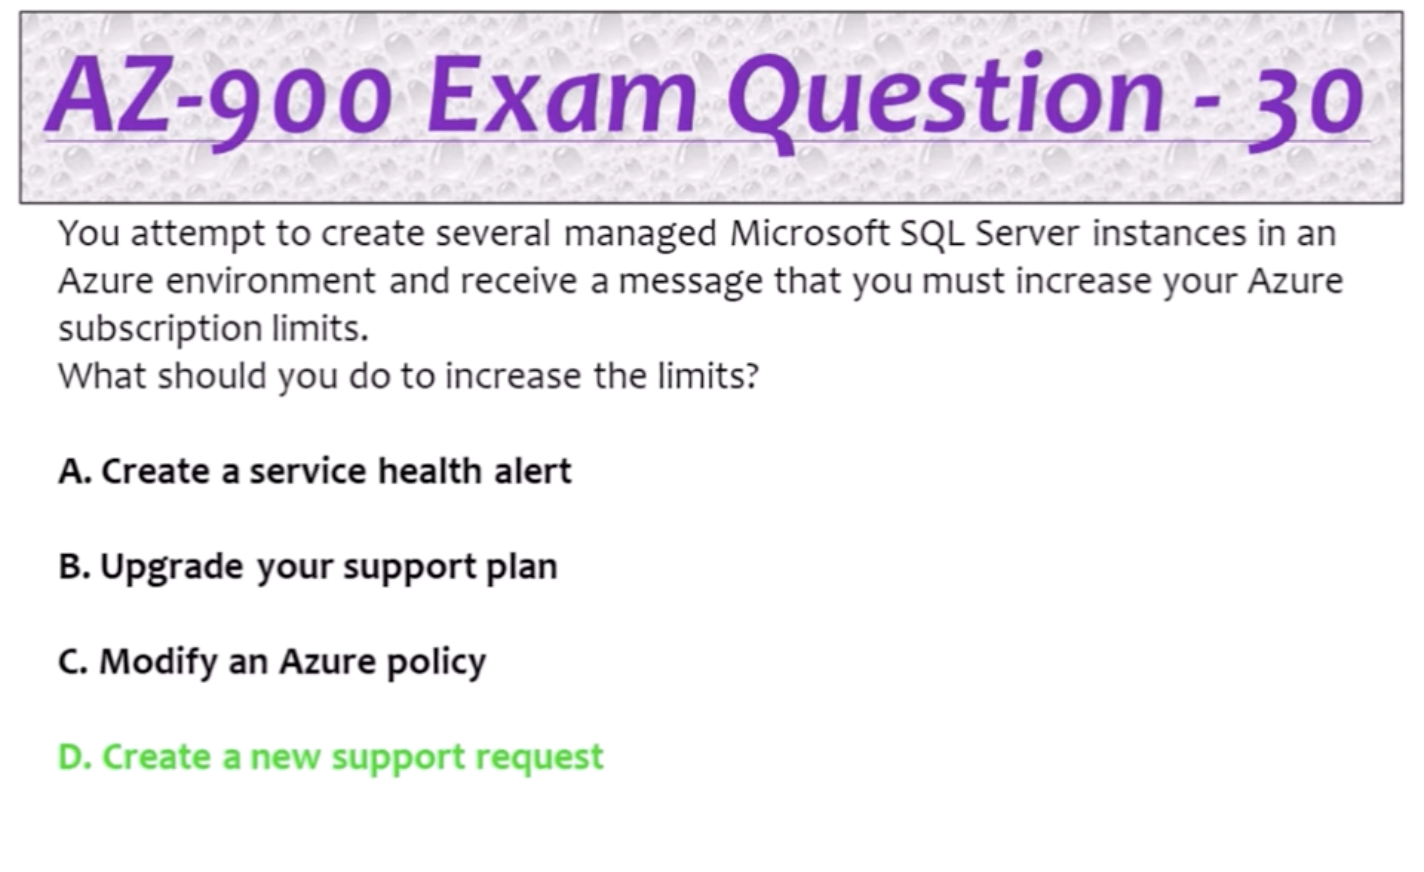 AZ-900 Exam Question - 30
You attempt to create several managed Microsoft SQL Server instances in an
Azure environment and receive a message that you must increase your Azure
subscription limits.
What should you do to increase the limits?
A. Create a service health alert
B. Upgrade your support plan
C. Modify an Azure policy
D. Create a new support request